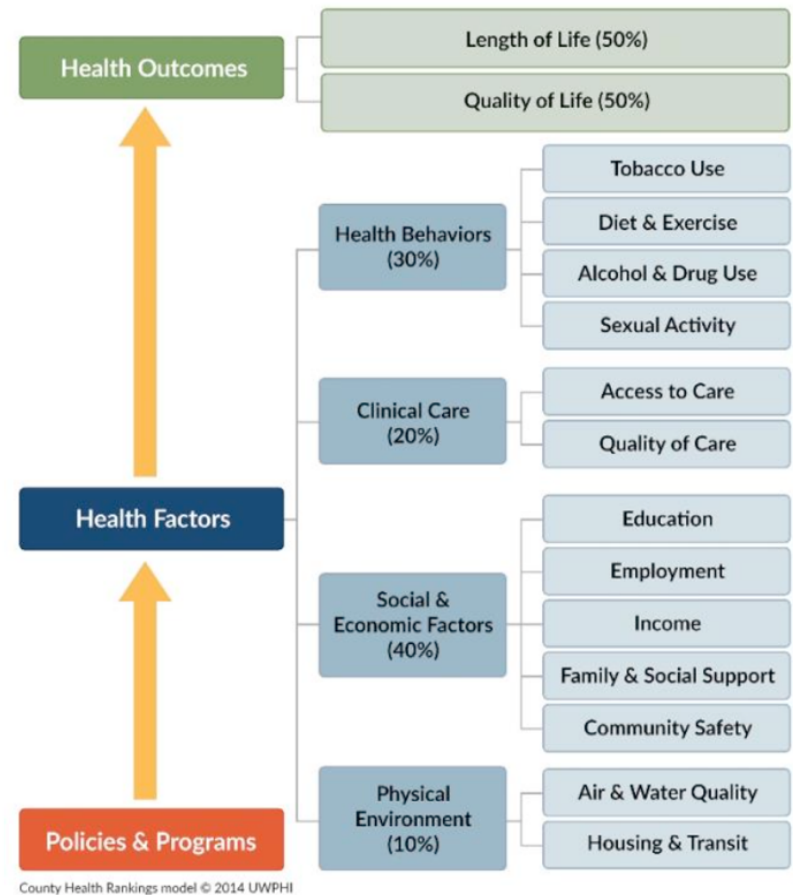 Health Outcomes
Length of Life (50%)
Quality of Life (50%)
Health Behaviors
(30%)
Tobacco Use
Diet & Exercise
Alcohol & Drug Use
Sexual Activity
Clinical Care
(20%)
Access to Care
Quality of Care
Health Factors
Social &
Economic Factors
(40%)
Education
Employment
Income
Family & Social Support
Community Safety
Physical
Environment
(10%)
Air & Water Quality
Housing & Transit
Policies & Programs
County Health Rankings model © 2014 UWPHI